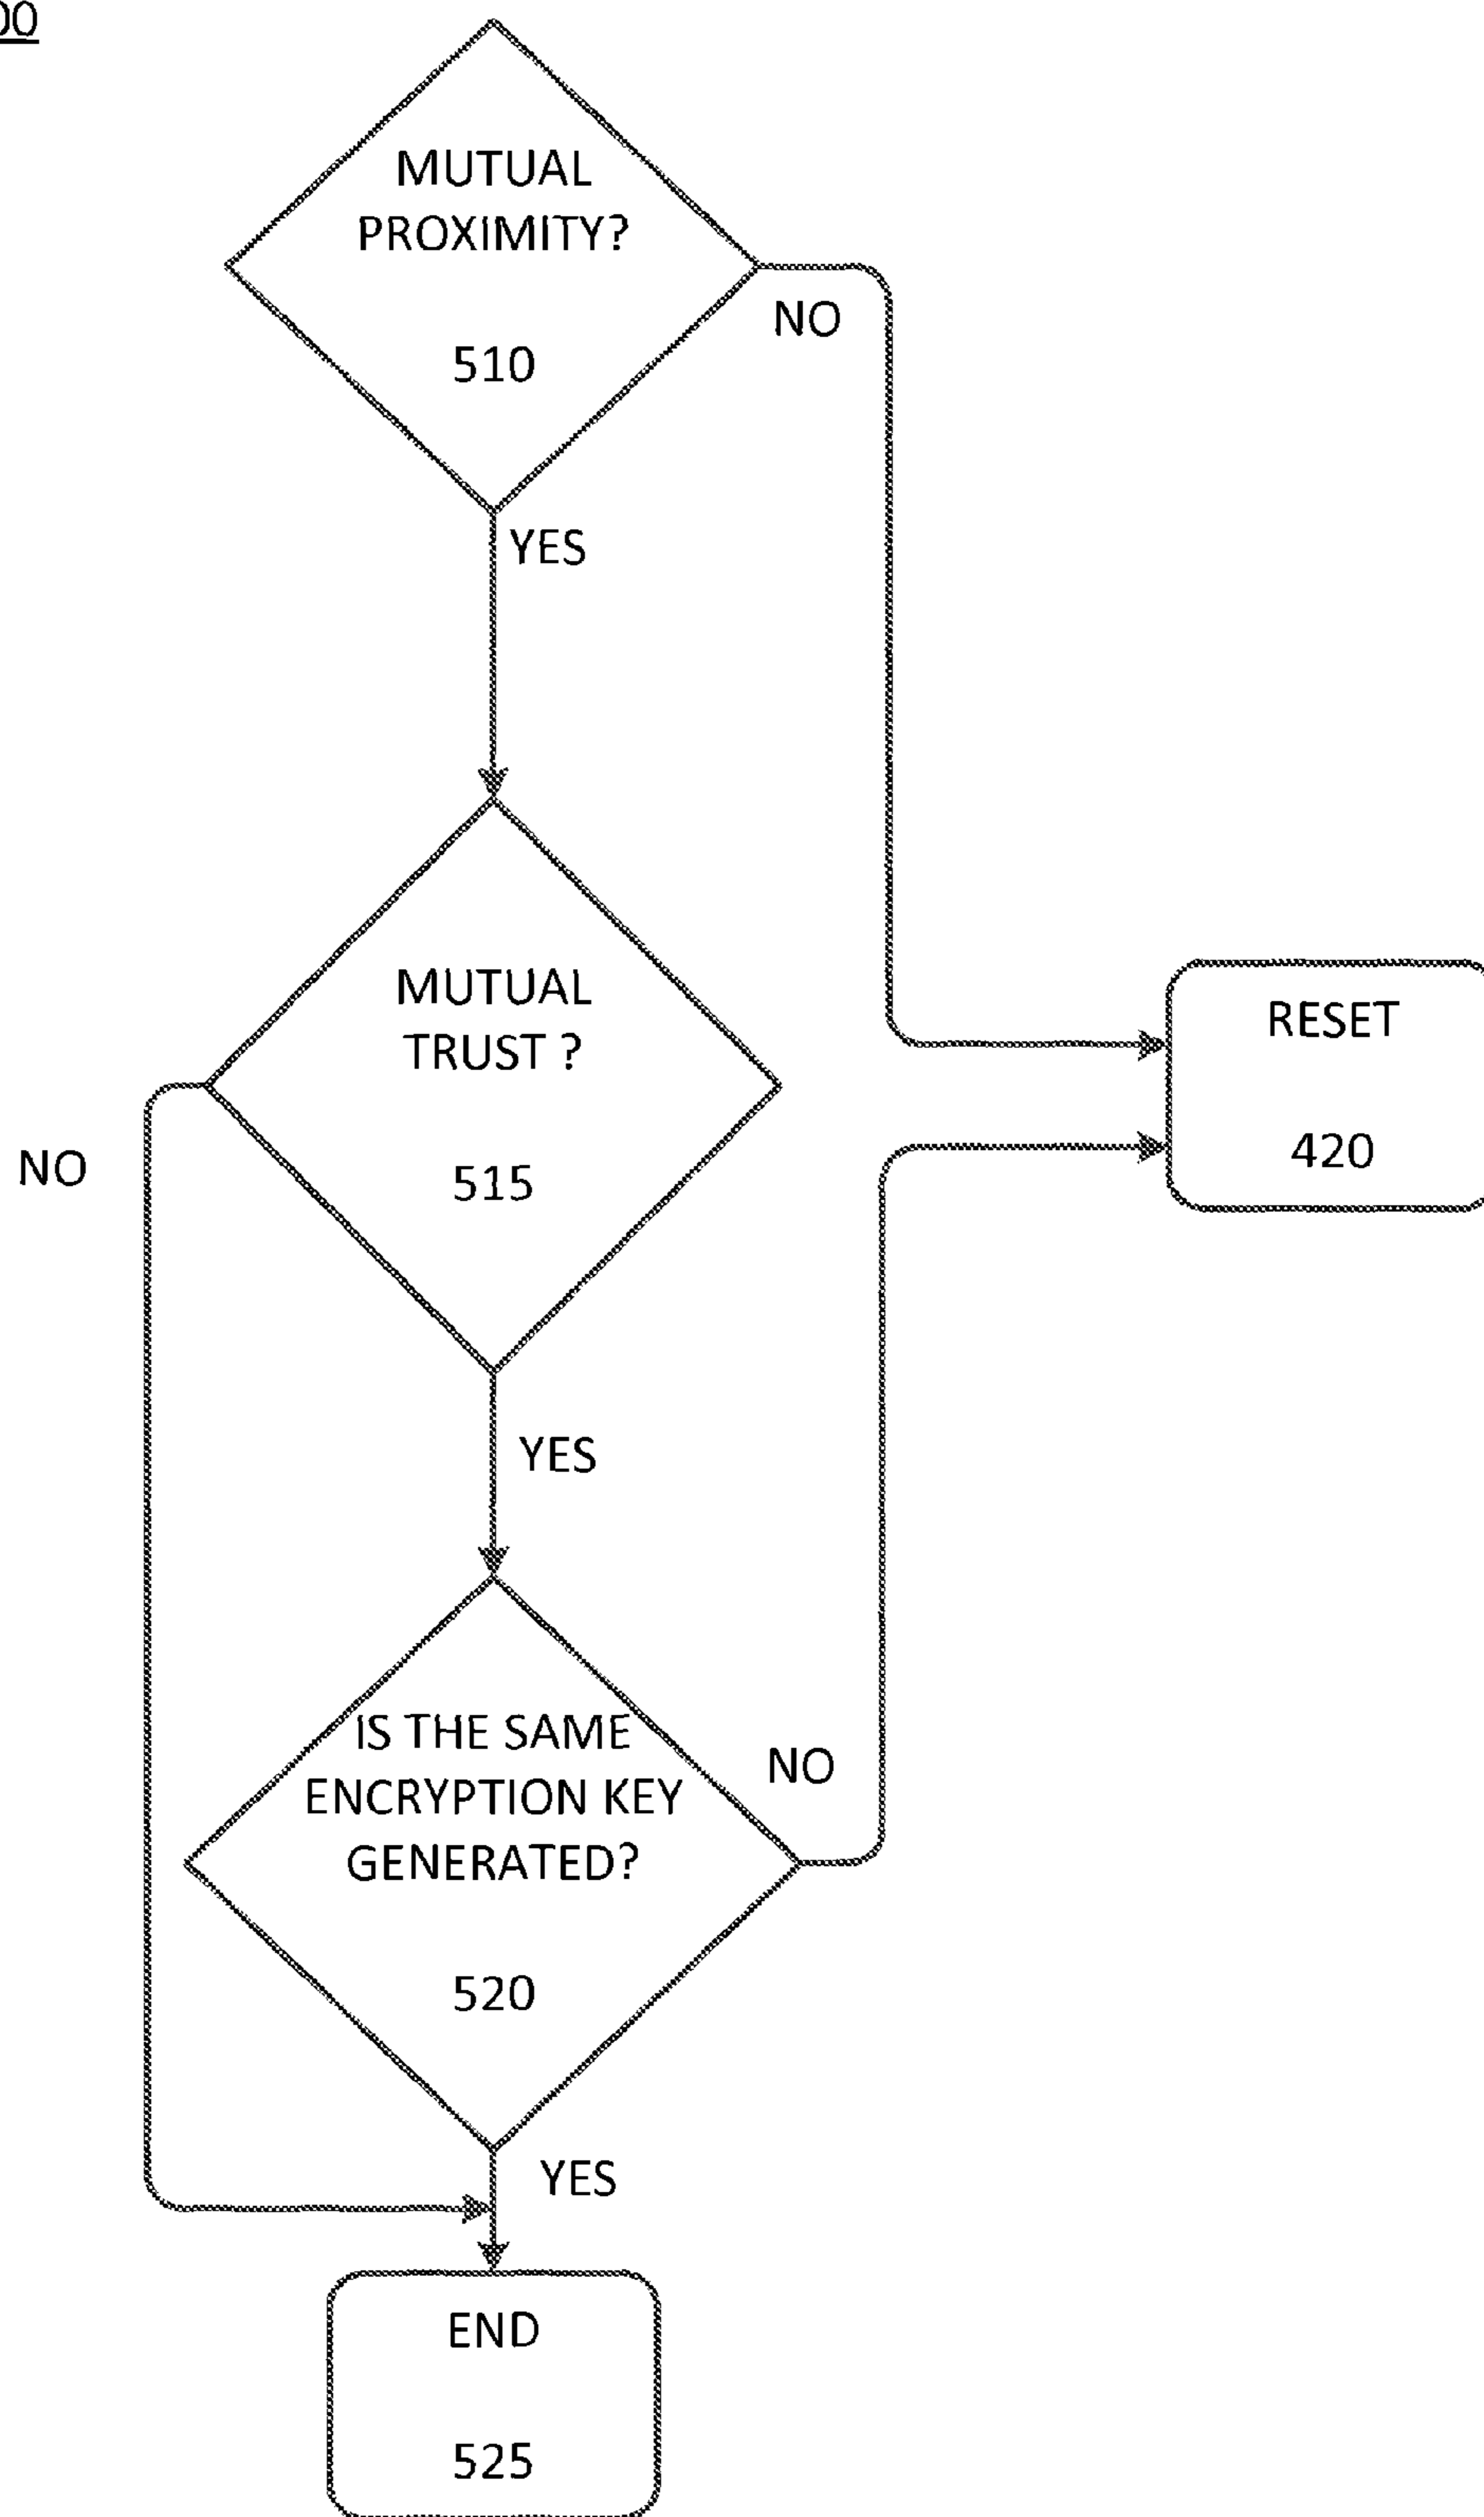 00
MUTUAL
PROXIMITY?
510
NO
YES
MUTUAL
TRUST ?
515
NO
RESET
420
YES
IS THE SAME
ENCRYPTION KEY
GENERATED?
520
NO
YES
END
525